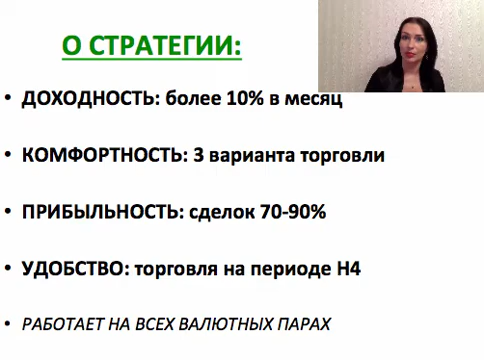 О СТРАТЕГИИ:
• ДОХОДНОСТЬ: более 10% в месяц
• КОМФОРТНОСТЬ: 3 варианта торговли
• ПРИБЫЛЬНОСТЬ: сделок 70-90%
• УДОБСТВО: торговля на периоде Н4
• РАБОТАЕТ НА ВСЕХ ВАЛЮТНЫХ ПАРАХ